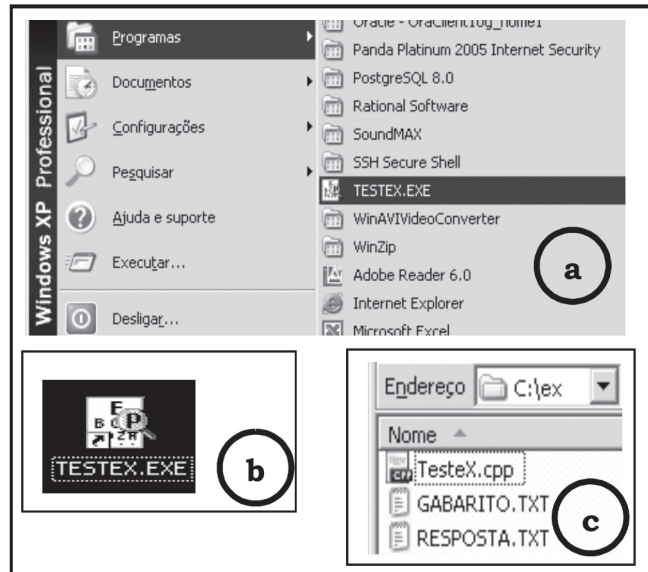 Windows XP Professional
Programas
Documentos
Configurações
Pesquisar
Ajuda e suporte
Executar...
Desligar...
Oracle - OraClient10g_home1
Panda Platinum 2005 Internet Security
PostgreSQL 8.0
Rational Software
SoundMAX
SSH Secure Shell
TESTEX.EXE
WinAVIVideoConverter
WinZip
Adobe Reader 6.0
Internet Explorer
Microsoft Excel
a
TESTEX.EXE
b
Endereço C:\ex
Nome
TesteX.cpp
GABARITO.TXT
RESPOSTA.TXT
c